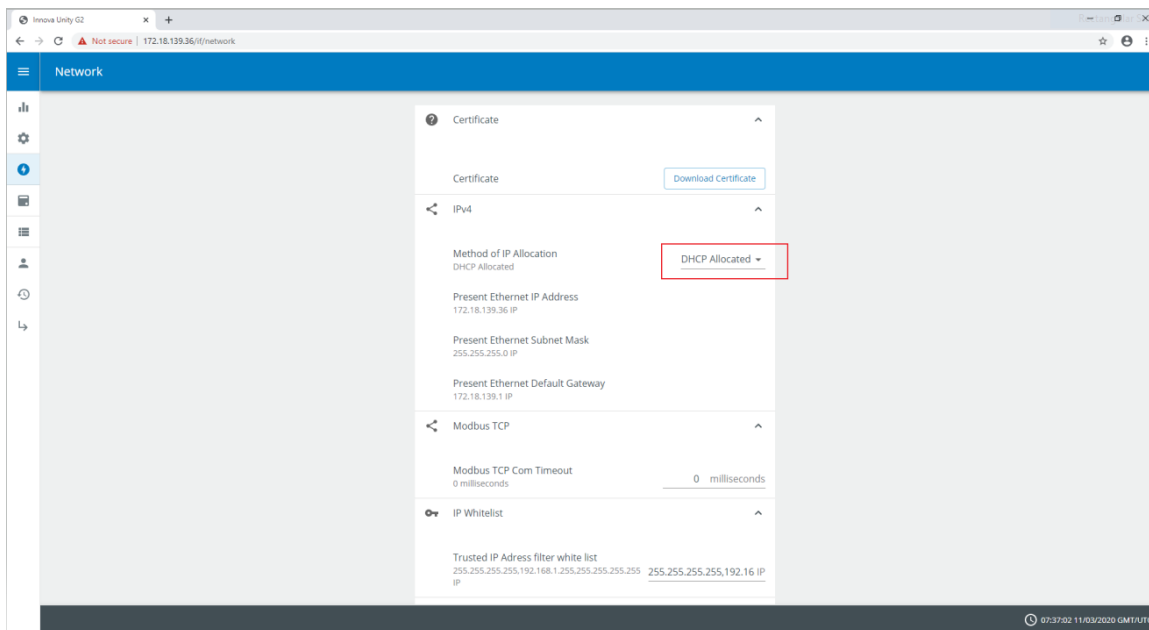 Innova Unity G2
Not secure | 172.18.139.36/if/network
Network
Certificate
Certificate
Download Certificate
IPv4
Method of IP Allocation
DHCP Allocated
DHCP Allocated
Present Ethernet IP Address
172.18.139.36 IP
Present Ethernet Subnet Mask
255.255.255.0 IP
Present Ethernet Default Gateway
172.18.139.1 IP
Modbus TCP
Modbus TCP Com Timeout
0 milliseconds
0 milliseconds
IP Whitelist
Trusted IP Adress filter white list
255.255.255.255,192.168.1.255,255.255.255.255
IP
255.255.255.255,192.16 IP
07:37:02 11/03/2020 GMT/UT